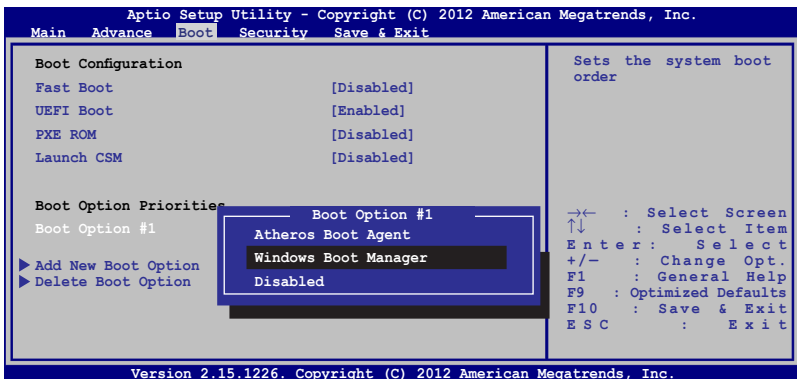 Aptio Setup Utility - Copyright (C) 2012 American Megatrends, Inc.
Main Advance Boot Security Save & Exit
Boot Configuration
Fast Boot [Disabled]
UEFI Boot [Enabled]
PXE ROM [Disabled]
Launch CSM [Disabled]
Boot Option Priorities
Boot Option #1
Add New Boot Option
Delete Boot Option
Boot Option #1
Atheros Boot Agent
Windows Boot Manager
Disabled
Sets the system boot
order
→← : Select Screen
↑↓ : Select Item
Enter: Select
+/— : Change Opt.
F1 : General Help
F9 : Optimized Defaults
F10 : Save & Exit
ESC : Exit
Version 2.15.1226. Copyright (C) 2012 American Megatrends, Inc.